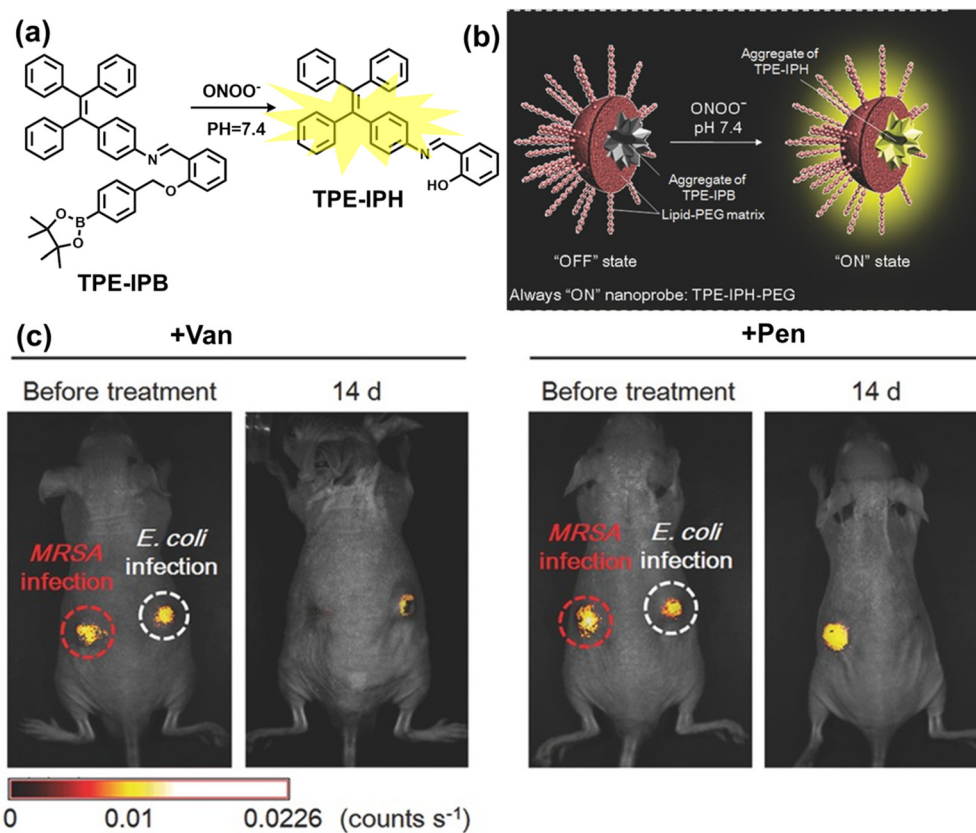 (a)
ONOO⁻
PH=7.4
N
O
B
O
O
TPE-IPB
N
HO
TPE-IPH
(b)
Aggregate of
TPE-IPH
ONOO⁻
pH 7.4
Aggregate of
TPE-IPB
Lipid-PEG matrix
"OFF" state
"ON" state
Always "ON" nanoprobe: TPE-IPH-PEG
(c)
+Van
+Pen
Before treatment
14 d
Before treatment
14 d
MRSA
infection
E. coli
infection
MRSA
infection
E. coli
infection
0 0.01 0.0226 (counts s⁻¹)